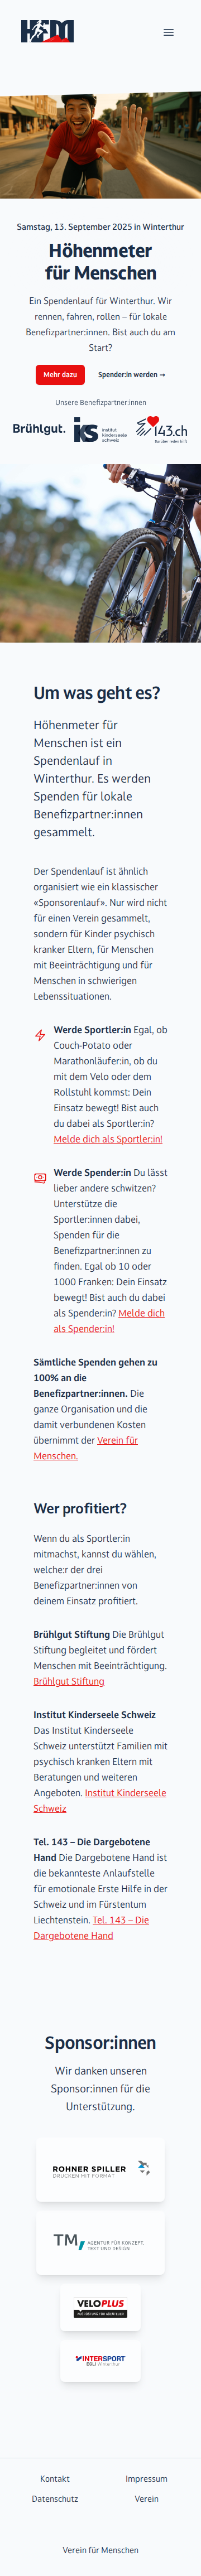 HFM
Samstag, 13. September 2025 in Winterthur
Höhenmeter
für Menschen
Ein Spendenlauf für Winterthur. Wir
rennen, fahren, rollen – für lokale
Benefizpartner:innen. Bist auch du am
Start?
Mehr dazu
Spender:in werden →
Unsere Benefizpartner:innen
Brühlgut.
iks institut kinderseele schweiz
143.ch
Darüber reden hilft
Um was geht es?
Höhenmeter für
Menschen ist ein
Spendenlauf in
Winterthur. Es werden
Spenden für lokale
Benefizpartner:innen
gesammelt.
Der Spendenlauf ist ähnlich
organisiert wie ein klassischer
«Sponsorenlauf». Nur wird nicht
für einen Verein gesammelt,
sondern für Kinder psychisch
kranker Eltern, für Menschen
mit Beeinträchtigung und für
Menschen in schwierigen
Lebenssituationen.
Werde Sportler:in Egal, ob
du Couch-Potato oder
Marathonläufer:in, ob du
mit dem Velo oder dem
Rollstuhl kommst: Dein
Einsatz bewegt! Bist auch
du dabei als Sportler:in?
Melde dich als Sportler:in!
Werde Spender:in Du lässt
lieber andere schwitzen?
Unterstütze die
Sportler:innen dabei,
Spenden für die
Benefizpartner:innen zu
finden. Egal ob 10 oder
1000 Franken: Dein Einsatz
bewegt! Bist auch du dabei
als Spender:in? Melde dich
als Spender:in!
Sämtliche Spenden gehen zu
100% an die
Benefizpartner:innen. Die
ganze Organisation und die
damit verbundenen Kosten
übernimmt der Verein für
Menschen.
Wer profitiert?
Wenn du als Sportler:in
mitmachst, kannst du wählen,
welche:r der drei
Benefizpartner:innen von
deinem Einsatz profitiert.
Brühlgut Stiftung Die Brühlgut
Stiftung begleitet und fördert
Menschen mit Beeinträchtigung.
Brühlgut Stiftung
Institut Kinderseele Schweiz
Das Institut Kinderseele
Schweiz unterstützt Familien mit
psychisch kranken Eltern mit
Beratungen und weiteren
Angeboten. Institut Kinderseele
Schweiz
Tel. 143 – Die Dargebotene
Hand Die Dargebotene Hand ist
die bekannteste Anlaufstelle
für emotionale Erste Hilfe in der
Schweiz und im Fürstentum
Liechtenstein. Tel. 143 – Die
Dargebotene Hand
Sponsor:innen
Wir danken unseren
Sponsor:innen für die
Unterstützung.
ROHNER SPILLER
DRUCKEN MIT FORMAT
TM AGENTUR FÜR KONZEPT,
TEXT UND DESIGN
VELOPLUS
AUSRÜSTUNG FÜR ABENTEUER
INTERSPORT
EGLI Winterthur
Kontakt
Impressum
Datenschutz
Verein
Verein für Menschen